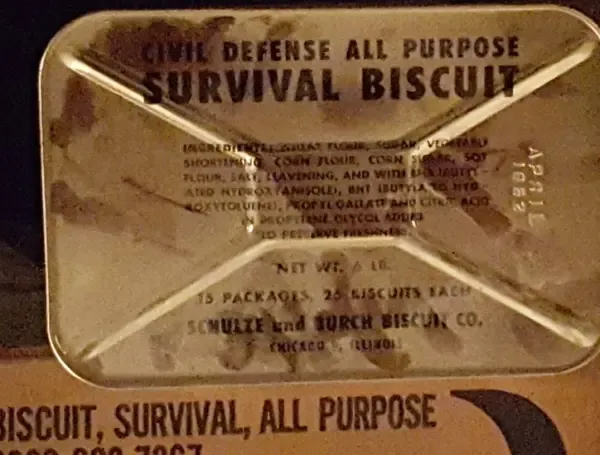 CIVIL DEFENSE ALL PURPOSE
SURVIVAL BISCUIT
INGREDIENTS: WHEAT FLOUR, SUGAR, VEGETABLE
SHORTENING, CORN FLOUR, CORN SUGAR, SOY
FLOUR, SALT, LEAVENING, AND WITH BHA (BUTYL-
ATED HYDROXYANISOLE), BHT (BUTYLATED HYD
ROXYTOLUENE), PROPYL GALLATE AND CITRIC ACID
IN PROPYLENE GLYCOL ADDED
TO PRESERVE FRESHNESS.
NET WT. 6 LB.
15 PACKAGES, 25 BISCUITS EACH
SCHULZE and BURCH BISCUIT CO.
CHICAGO ILLINOIS
APRIL
1962
BISCUIT, SURVIVAL, ALL PURPOSE